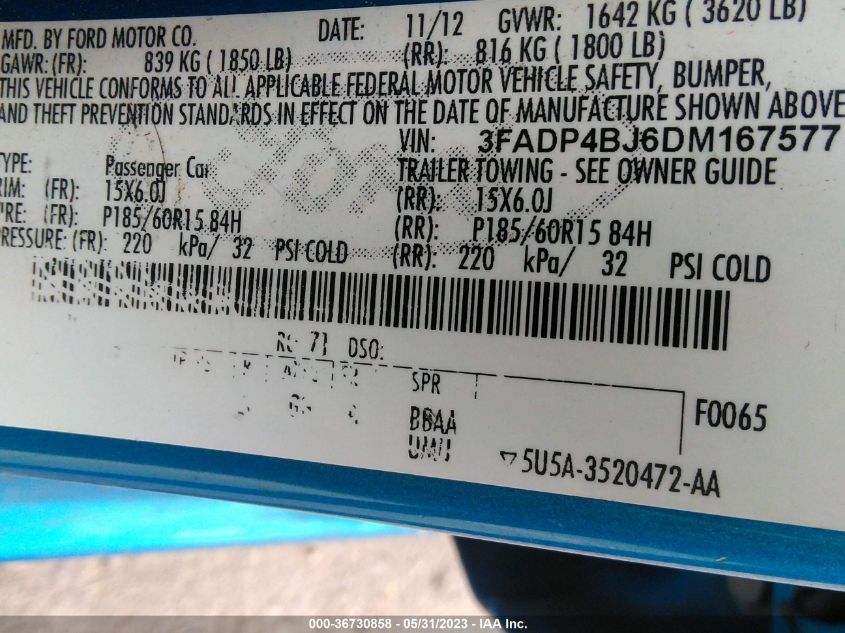 MFD. BY FORD MOTOR CO. DATE: 11/12 GVWR: 1642 KG ( 3620 LB)
GAWR: (FR): 839 KG ( 1850 LB) (RR): 816 KG ( 1800 LB)
THIS VEHICLE CONFORMS TO ALL APPLICABLE FEDERAL MOTOR VEHICLE SAFETY, BUMPER,
AND THEFT PREVENTION STANDARDS IN EFFECT ON THE DATE OF MANUFACTURE SHOWN ABOVE
VIN: 3FADP4BJ6DM167577
TYPE: Passenger Car TRAILER TOWING - SEE OWNER GUIDE
RIM: (FR): 15X6.0J (RR): 15X6.0J
(FR): P185/60R15 84H (RR): P185/60R15 84H
PRESSURE: (FR): 220 kPa/ 32 PSI COLD (RR): 220 kPa/ 32 PSI COLD
71 DSO:
SPR
BBAA F0065
▽5U5A-3520472-AA
000-36730858 - 05/31/2023 - IAA Inc.